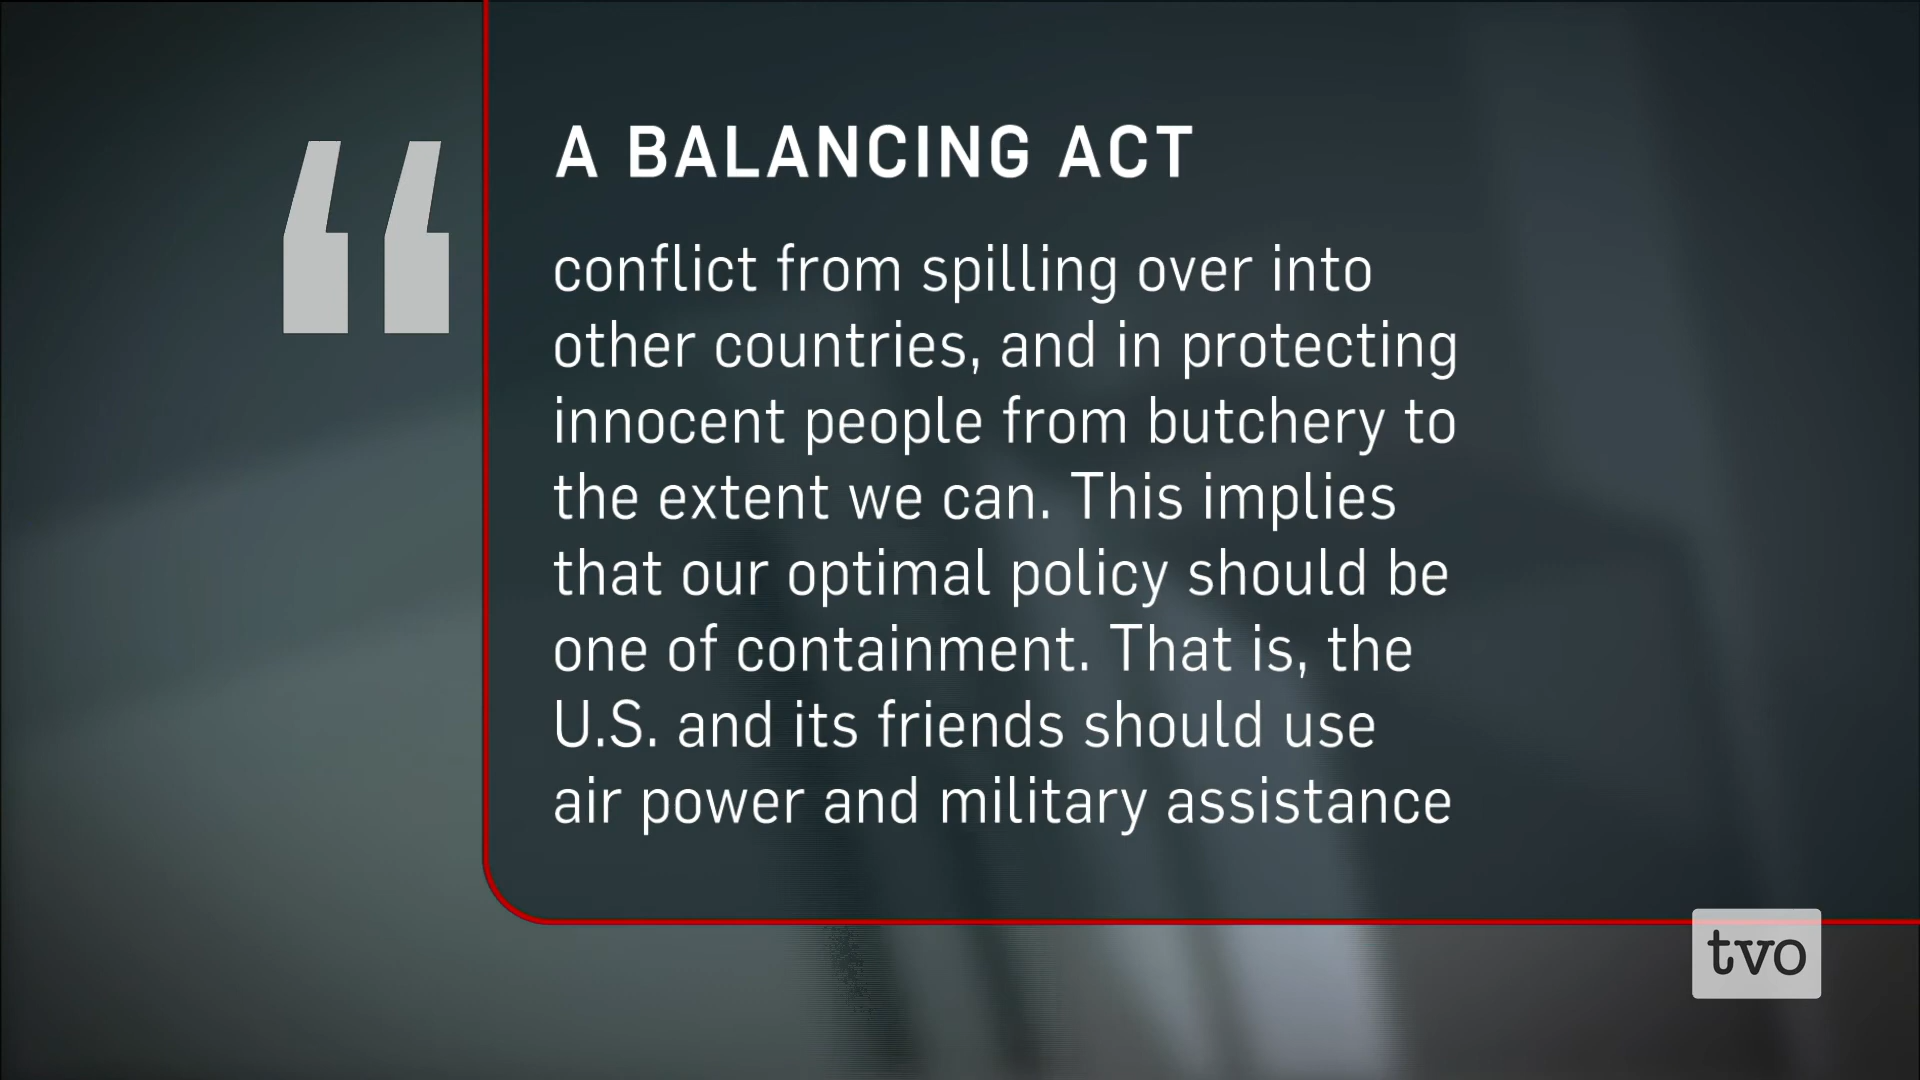 “
A BALANCING ACT
conflict from spilling over into
other countries, and in protecting
innocent people from butchery to
the extent we can. This implies
that our optimal policy should be
one of containment. That is, the
U.S. and its friends should use
air power and military assistance
tvo